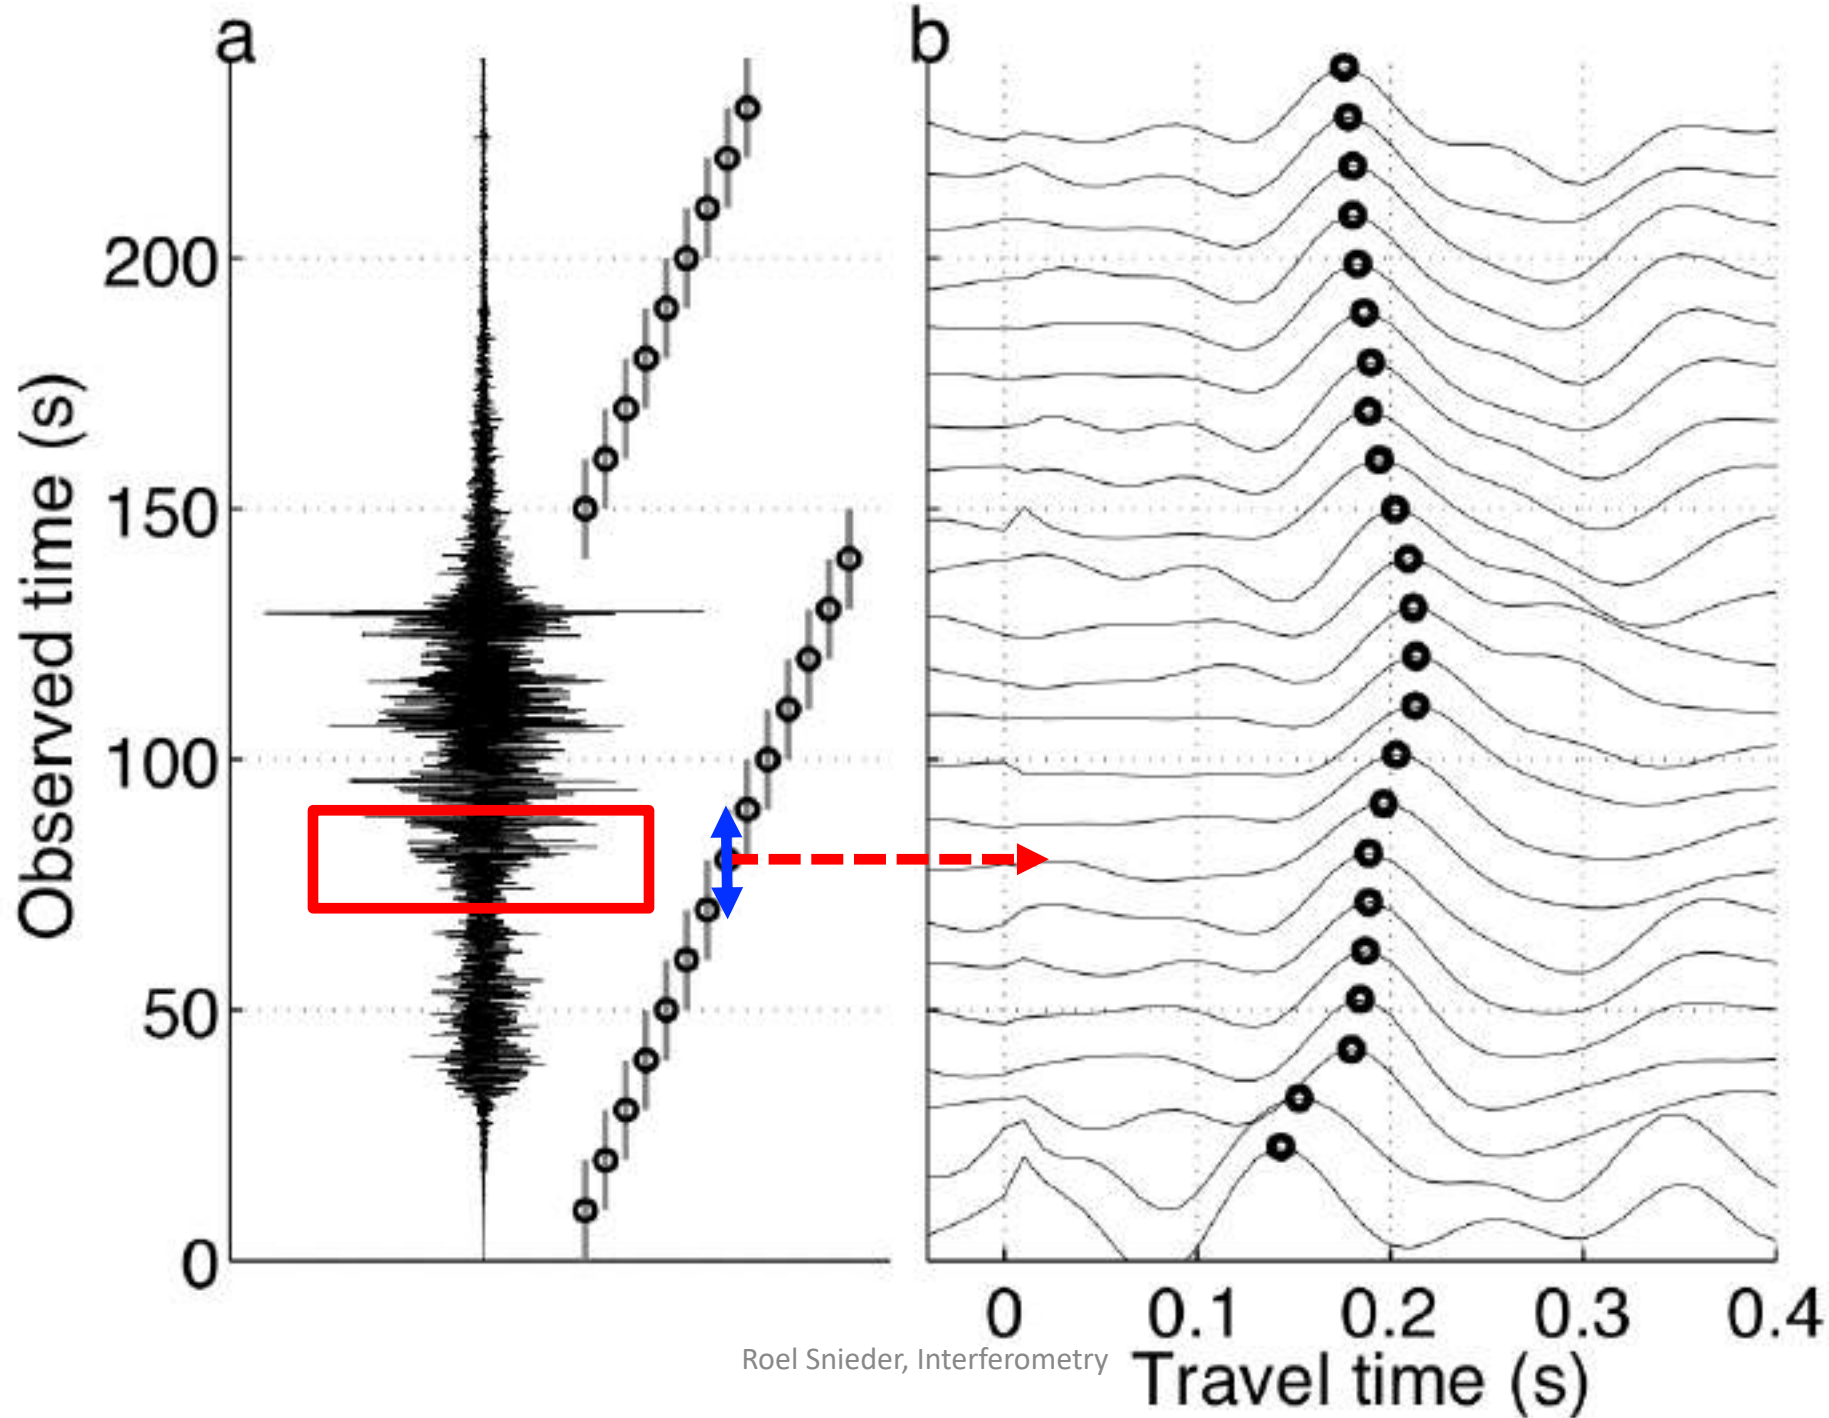 a
b
Observed time (s)
200
150
100
50
0
0 0.1 0.2 0.3 0.4
Roel Snieder, Interferometry
Travel time (s)